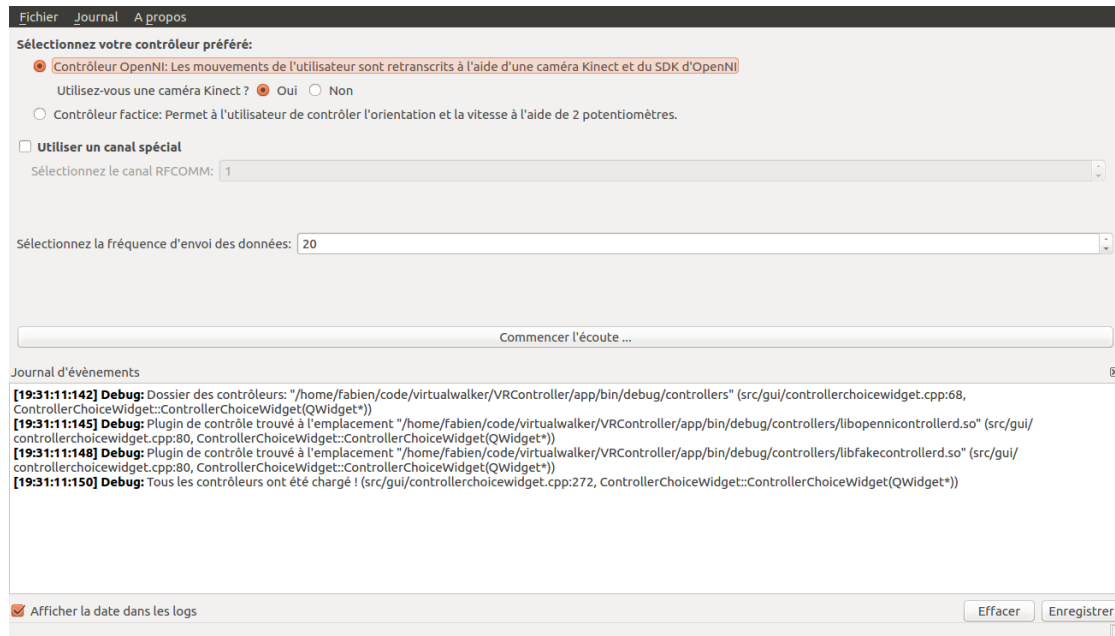 Fichier Journal A propos
Sélectionnez votre contrôleur préféré:
Contrôleur OpenNI: Les mouvements de l'utilisateur sont retranscrits à l'aide d'une caméra Kinect et du SDK d'OpenNI
Utilisez-vous une caméra Kinect ? Oui Non
Contrôleur factice: Permet à l'utilisateur de contrôler l'orientation et la vitesse à l'aide de 2 potentiomètres.
Utiliser un canal spécial
Sélectionnez le canal RFCOMM: 1
Sélectionnez la fréquence d'envoi des données: 20
Commencer l'écoute ...
Journal d'évènements
[19:31:11:142] Debug: Dossier des contrôleurs: "/home/fabien/code/virtualwalker/VRController/app/bin/debug/controllers" (src/gui/controllerchoicewidget.cpp:68,
ControllerChoiceWidget::ControllerChoiceWidget(QWidget*))
[19:31:11:145] Debug: Plugin de contrôle trouvé à l'emplacement "/home/fabien/code/virtualwalker/VRController/app/bin/debug/controllers/libopennicontrollerd.so" (src/gui/
controllerchoicewidget.cpp:80, ControllerChoiceWidget::ControllerChoiceWidget(QWidget*))
[19:31:11:148] Debug: Plugin de contrôle trouvé à l'emplacement "/home/fabien/code/virtualwalker/VRController/app/bin/debug/controllers/libfakecontrollerd.so" (src/gui/
controllerchoicewidget.cpp:80, ControllerChoiceWidget::ControllerChoiceWidget(QWidget*))
[19:31:11:150] Debug: Tous les contrôleurs ont été chargé ! (src/gui/controllerchoicewidget.cpp:272, ControllerChoiceWidget::ControllerChoiceWidget(QWidget*))
Afficher la date dans les logs Effacer Enregistrer